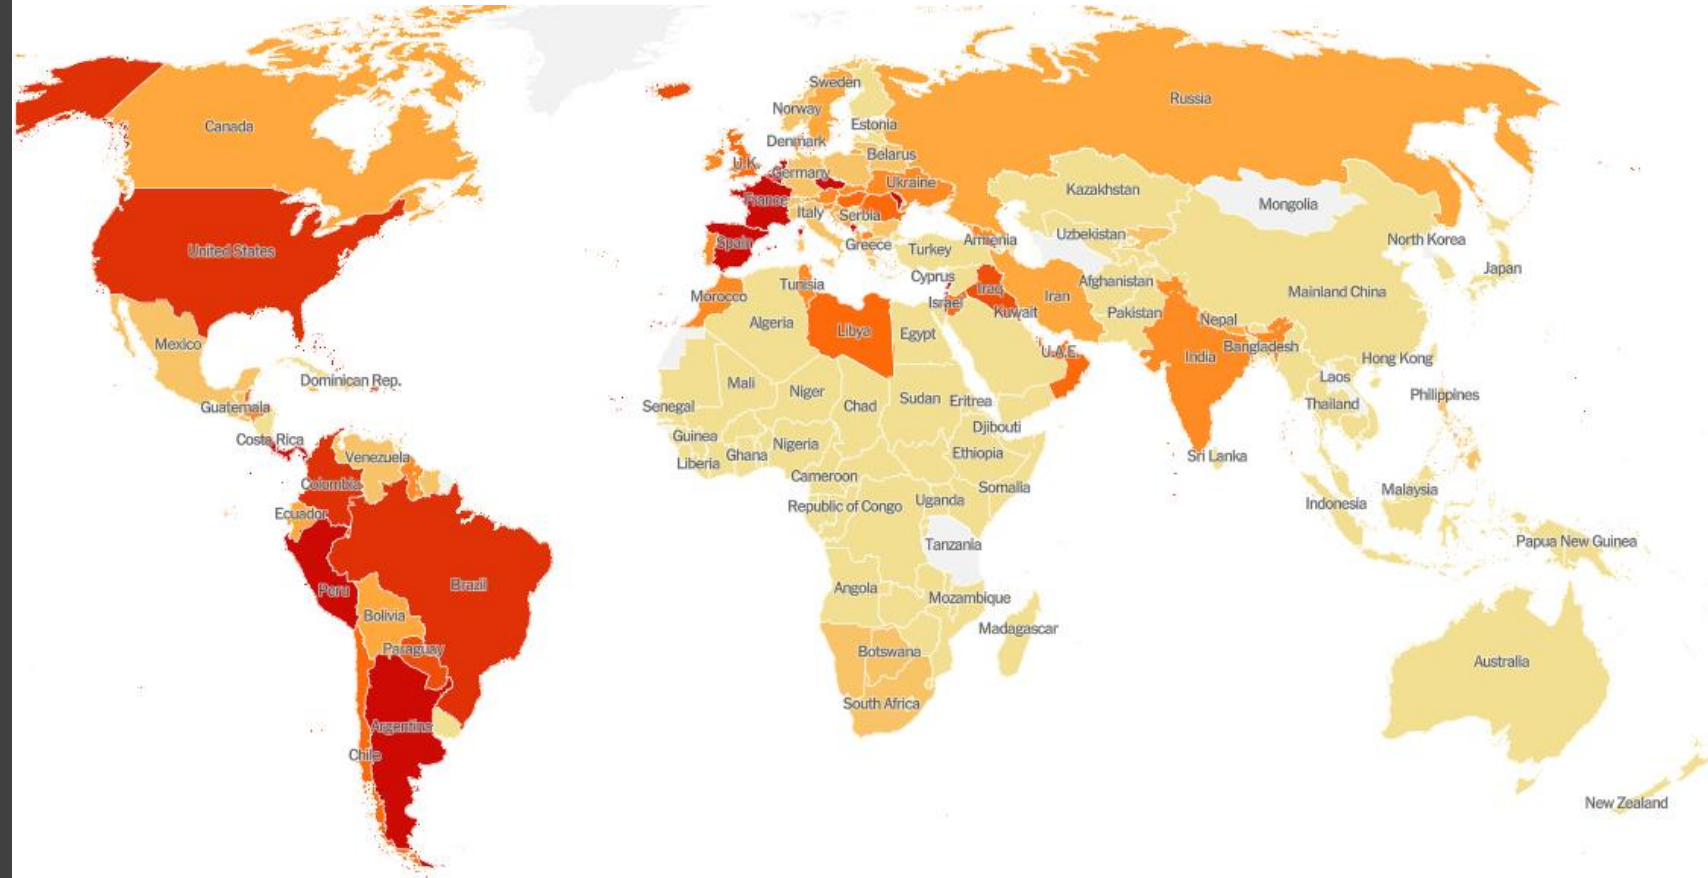 Sweden
Russia
Norway
Canada
Estonia
Denmark
Belarus
U.K.
Germany
Ukraine
Kazakhstan
France
Mongolia
Italy
Serbia
Uzbekistan
Spain
Greece
Armenia
North Korea
United States
Turkey
Japan
Cyprus
Afghanistan
Tunisia
Iraq
Mainland China
Morocco
Iran
Israel
Kuwait
Pakistan
Nepal
Algeria
Libya
Egypt
Mexico
Bangladesh
U.A.E.
India
Hong Kong
Laos
Dominican Rep.
Mali
Niger
Philippines
Sudan
Eritrea
Thailand
Guatemala
Senegal
Chad
Djibouti
Guinea
Costa Rica
Nigeria
Ghana
Ethiopia
Venezuela
Sri Lanka
Liberia
Cameroon
Colombia
Somalia
Malaysia
Uganda
Indonesia
Republic of Congo
Ecuador
Papua New Guinea
Tanzania
Brazil
Angola
Peru
Mozambique
Bolivia
Madagascar
Paraguay
Botswana
Australia
South Africa
Argentina
Chile
New Zealand